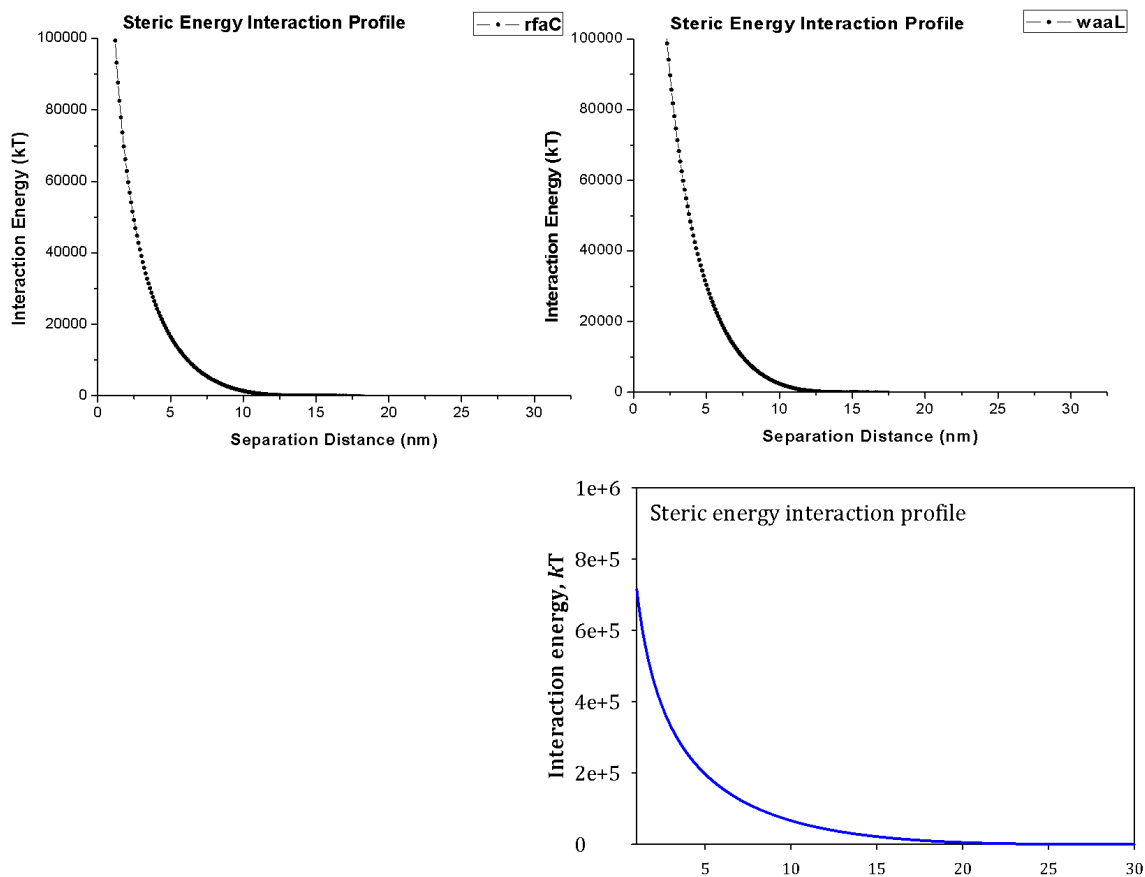 Steric Energy Interaction Profile
rfaC
100000
80000
60000
40000
20000
0
Interaction Energy (kT)
0 5 10 15 20 25 30
Separation Distance (nm)
Steric Energy Interaction Profile
waaL
100000
80000
60000
40000
20000
0
Interaction Energy (kT)
0 5 10 15 20 25 30
Separation Distance (nm)
Steric energy interaction profile
1e+6
8e+5
6e+5
4e+5
2e+5
0
Interaction energy, kT
5 10 15 20 25 30